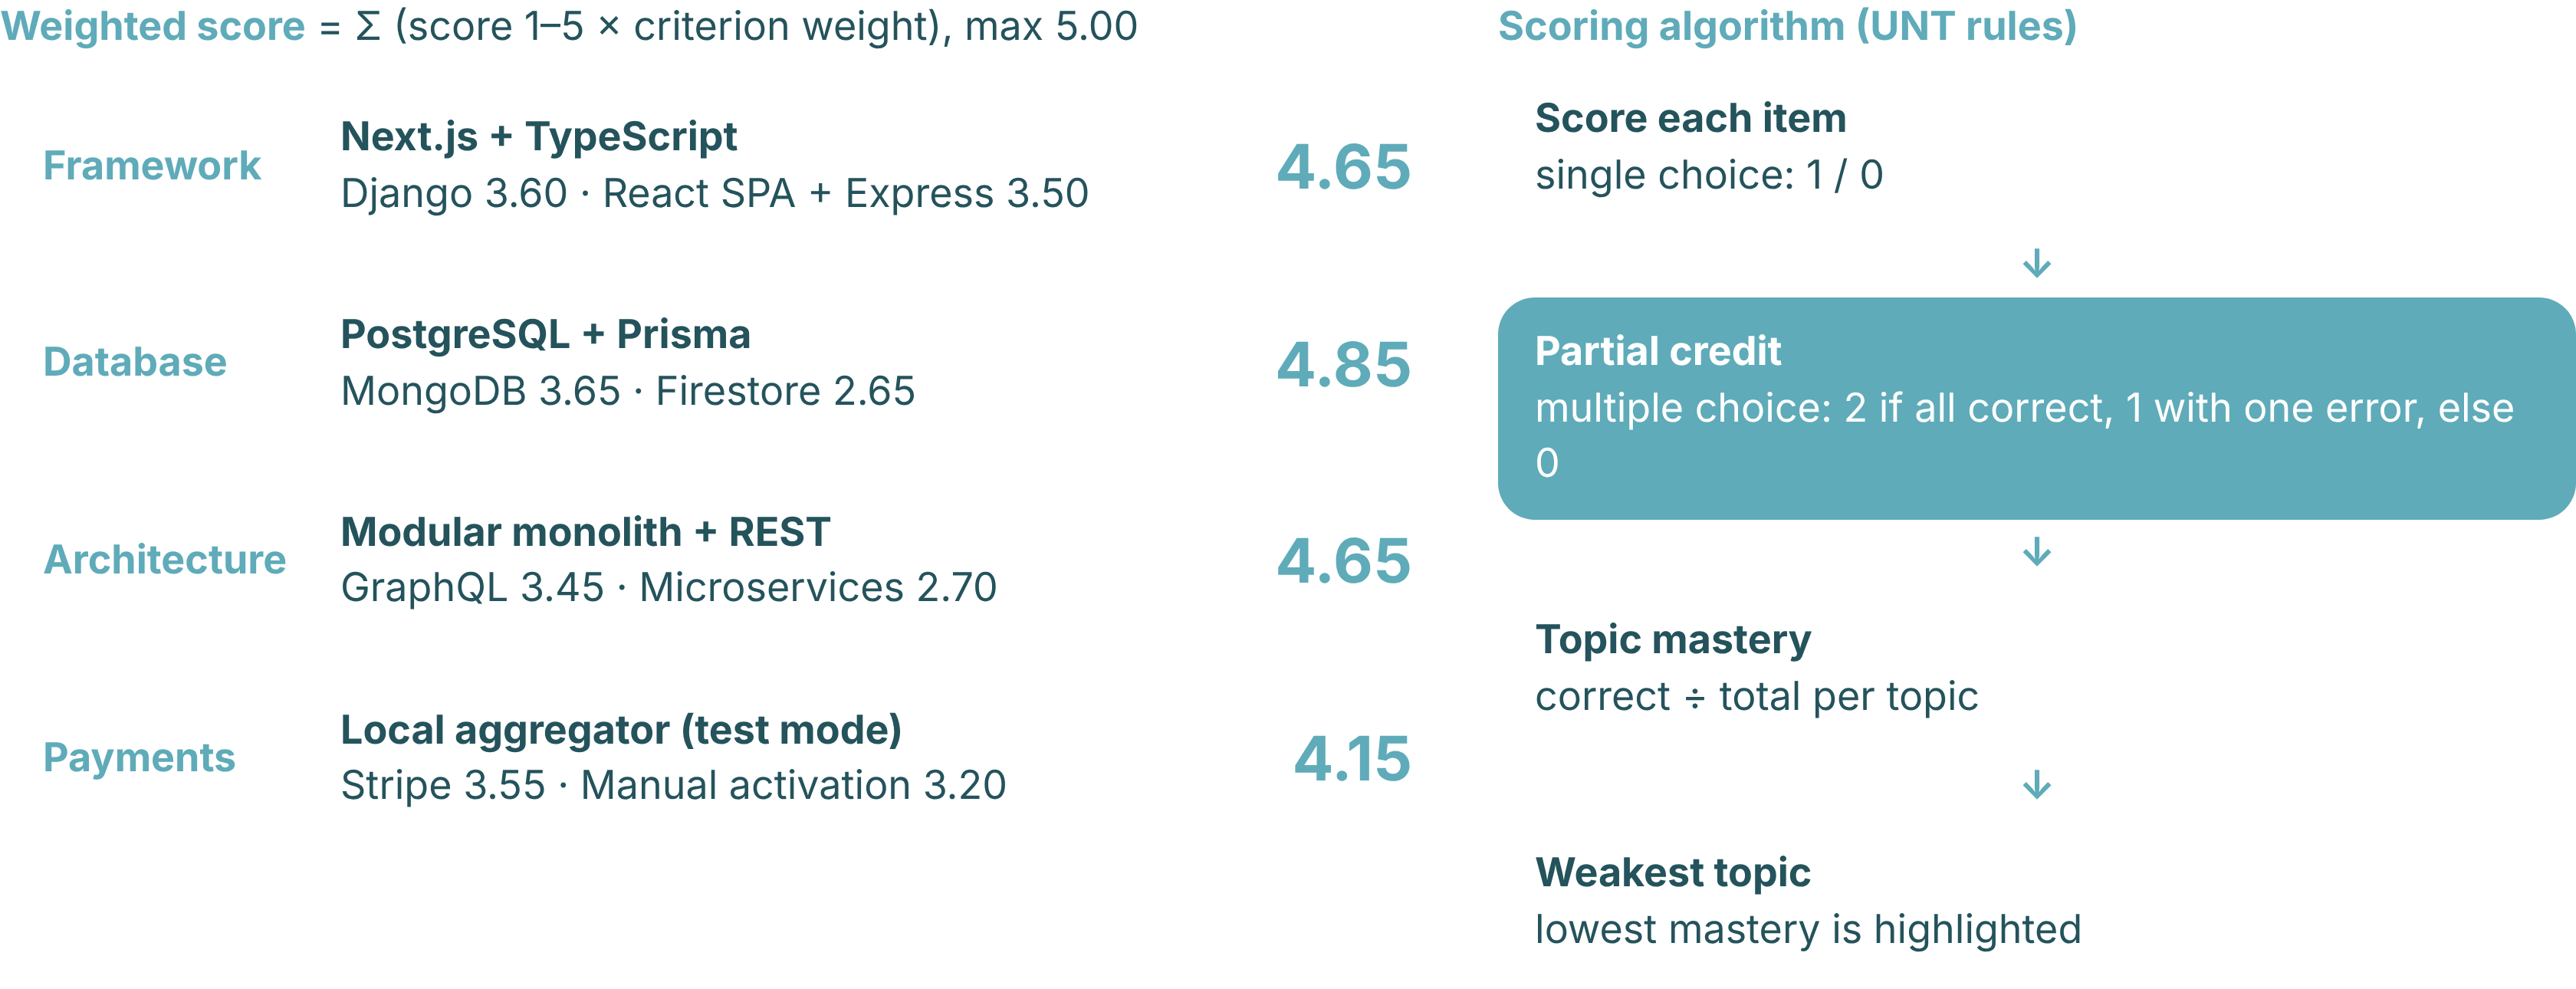 Weighted score = Σ (score 1–5 × criterion weight), max 5.00
Framework
Next.js + TypeScript
Django 3.60 · React SPA + Express 3.50
4.65
Database
PostgreSQL + Prisma
MongoDB 3.65 · Firestore 2.65
4.85
Architecture
Modular monolith + REST
GraphQL 3.45 · Microservices 2.70
4.65
Payments
Local aggregator (test mode)
Stripe 3.55 · Manual activation 3.20
4.15
Scoring algorithm (UNT rules)
Score each item
single choice: 1 / 0
↓
Partial credit
multiple choice: 2 if all correct, 1 with one error, else
0
↓
Topic mastery
correct ÷ total per topic
↓
Weakest topic
lowest mastery is highlighted